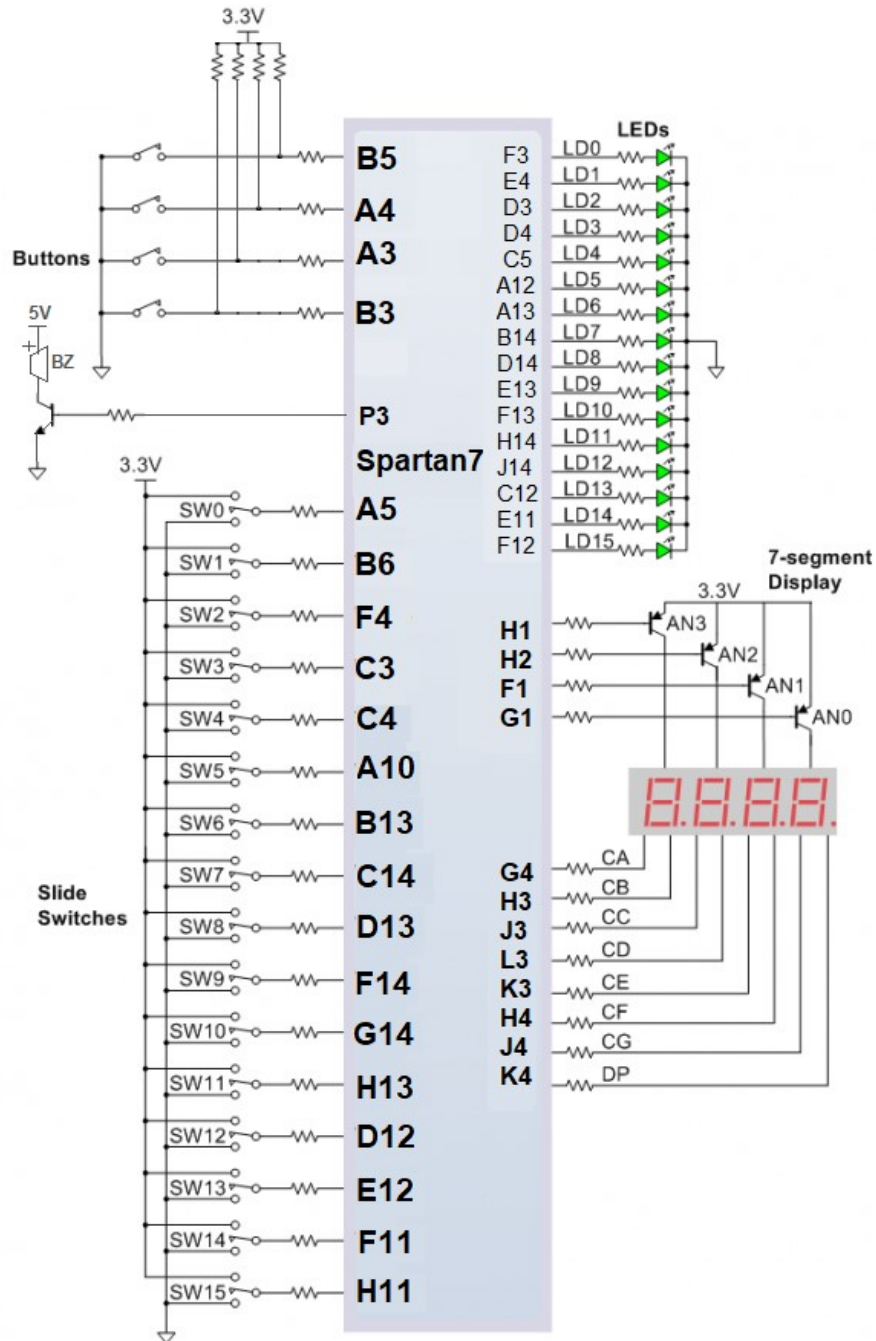 3.3V
Buttons
B5
A4
A3
B3
5V
+
BZ
P3
Spartan7
3.3V
SW0 A5
SW1 B6
SW2 F4
SW3 C3
SW4 C4
SW5 A10
SW6 B13
SW7 C14
Slide
Switches
SW8 D13
SW9 F14
SW10 G14
SW11 H13
SW12 D12
SW13 E12
SW14 F11
SW15 H11
LEDs
F3 LD0
E4 LD1
D3 LD2
D4 LD3
C5 LD4
A12 LD5
A13 LD6
B14 LD7
D14 LD8
E13 LD9
F13 LD10
H14 LD11
J14 LD12
C12 LD13
E11 LD14
F12 LD15
7-segment
Display
3.3V
H1 AN3
H2 AN2
F1 AN1
G1 AN0
8.8.8.8.
G4 CA
H3 CB
J3 CC
L3 CD
K3 CE
H4 CF
J4 CG
K4 DP